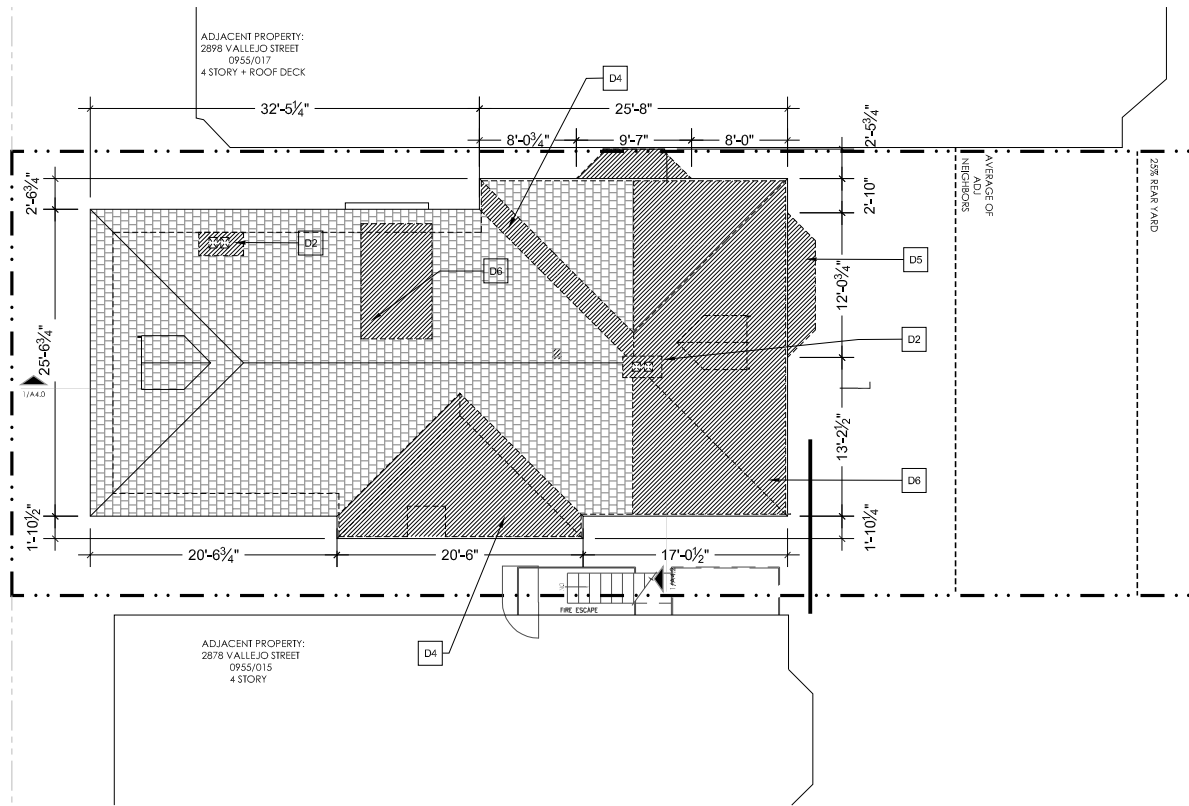 ADJACENT PROPERTY:
2898 VALLEJO STREET
0955/017
4 STORY + ROOF DECK
D4
32'-5¼"
25'-8"
8'-0¾"
9'-7"
8'-0"
2'-5¾"
2'-6¾"
2'-10"
AVERAGE OF
ADJ
NEIGHBORS
25% REAR YARD
D2
D6
D5
12'-0¾"
D2
25'-6¾"
1/A4.0
13'-2½"
D6
1'-10½"
1'-10¼"
20'-6¾"
20'-6"
17'-0½"
FIRE ESCAPE
ADJACENT PROPERTY:
2878 VALLEJO STREET
0955/015
4 STORY
D4